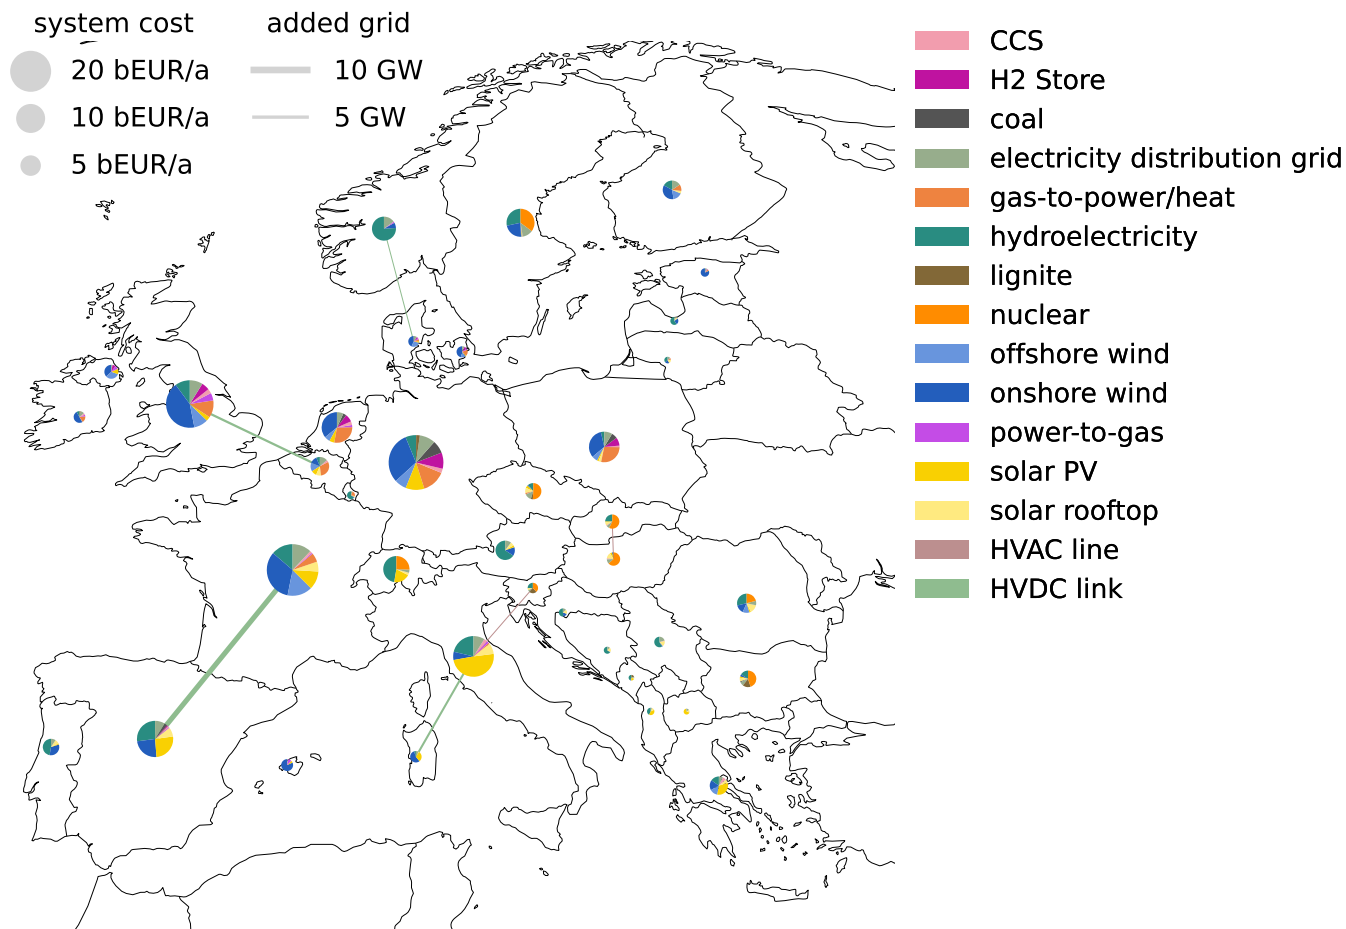 system cost
20 bEUR/a
10 bEUR/a
5 bEUR/a
added grid
10 GW
5 GW
CCS
H2 Store
coal
electricity distribution grid
gas-to-power/heat
hydroelectricity
lignite
nuclear
offshore wind
onshore wind
power-to-gas
solar PV
solar rooftop
HVAC line
HVDC link